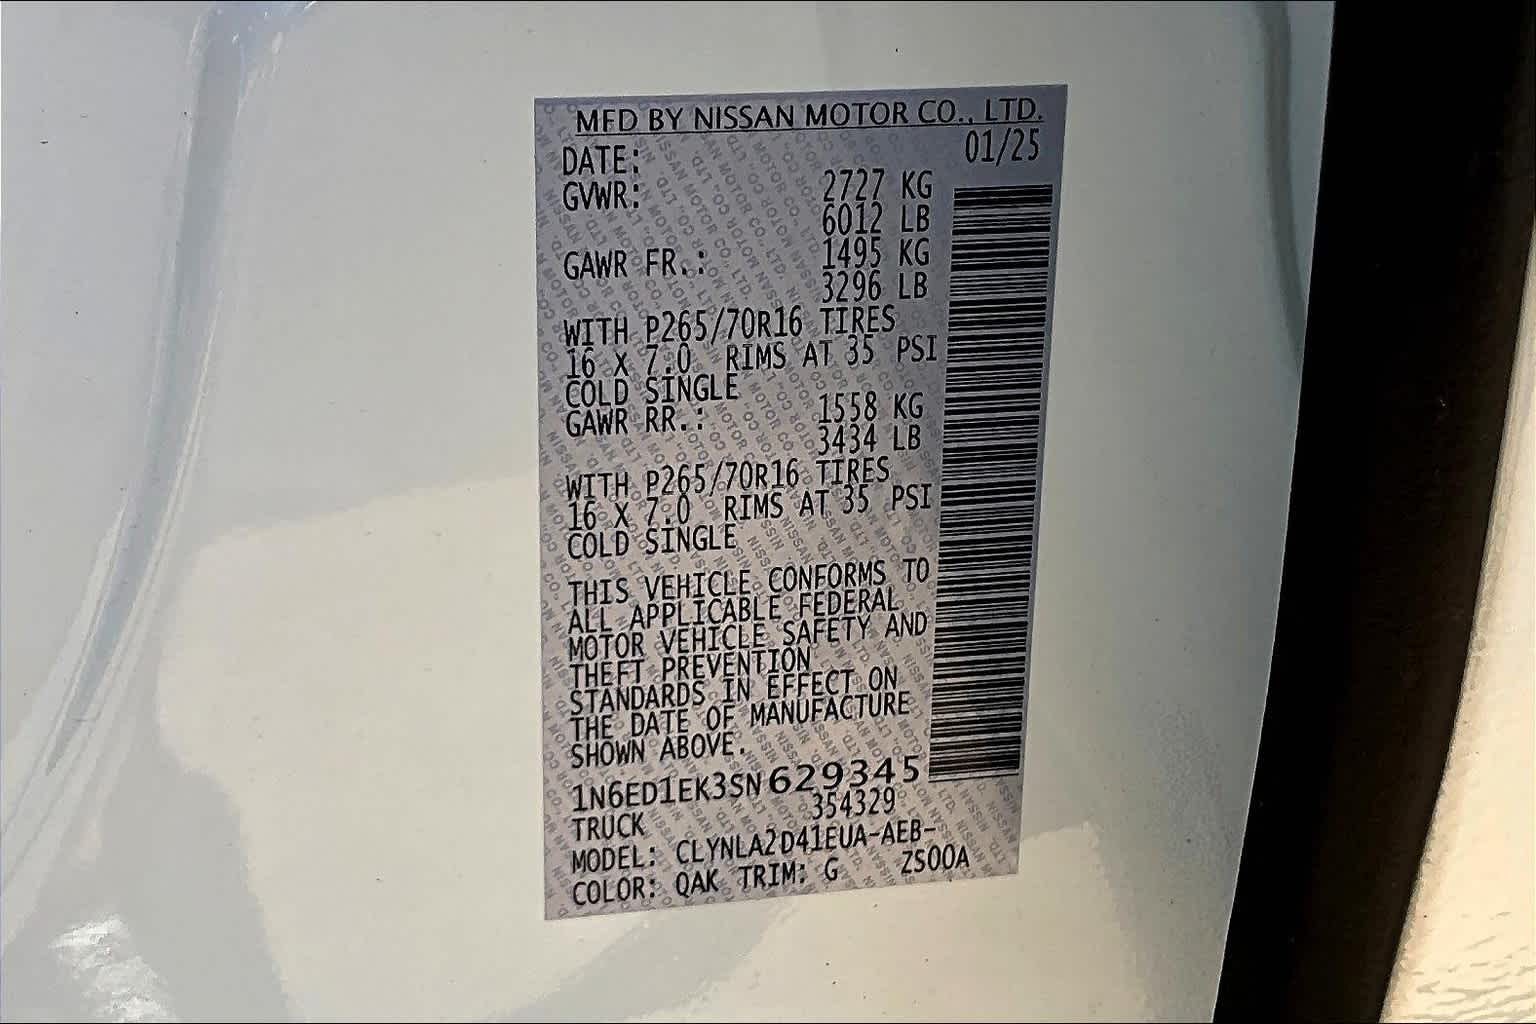 MFD BY NISSAN MOTOR CO., LTD.
DATE: 01/25
GVWR: 2727 KG
6012 LB
GAWR FR.: 1495 KG
3296 LB
WITH P265/70R16 TIRES
16 X 7.0 RIMS AT 35 PSI
COLD SINGLE
GAWR RR.: 1558 KG
3434 LB
WITH P265/70R16 TIRES
16 X 7.0 RIMS AT 35 PSI
COLD SINGLE
THIS VEHICLE CONFORMS TO
ALL APPLICABLE FEDERAL
MOTOR VEHICLE SAFETY AND
THEFT PREVENTION
STANDARDS IN EFFECT ON
THE DATE OF MANUFACTURE
SHOWN ABOVE.
1N6ED1EK3SN629345
354329
TRUCK
MODEL: CLYNLA2D41EUA-AEB-
ZS00A
COLOR: QAK TRIM: G